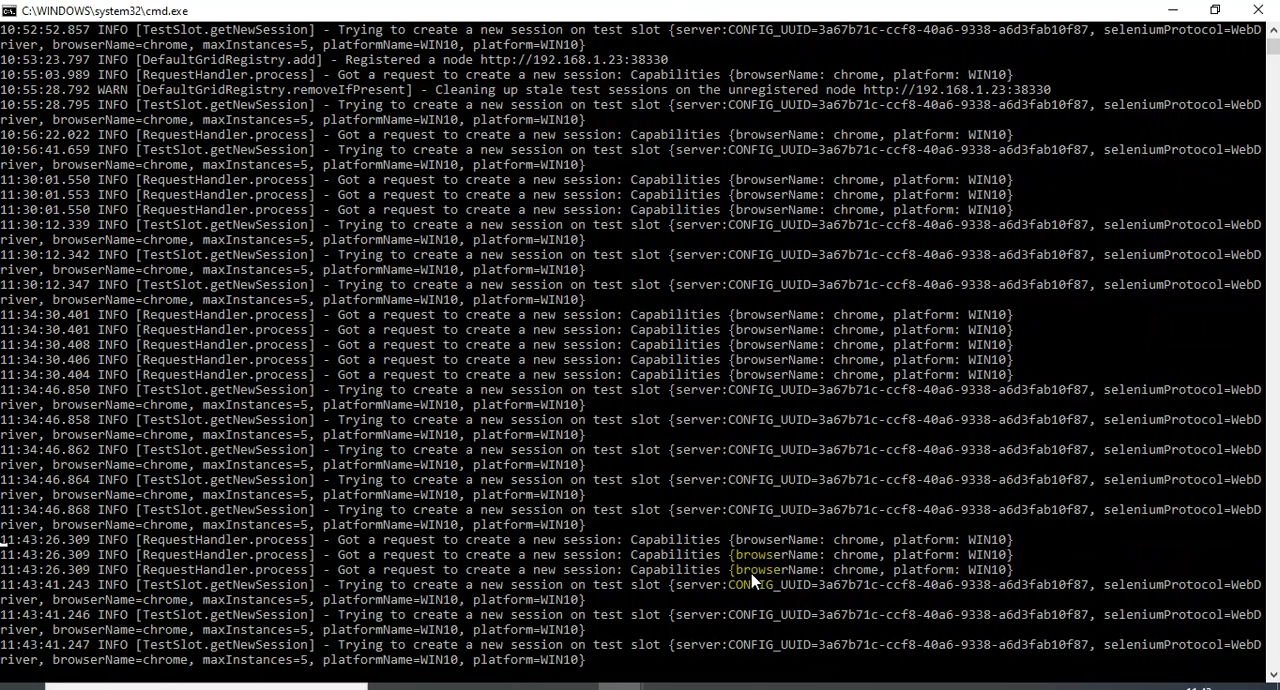 C:\WINDOWS\system32\cmd.exe
10:52:52.857 INFO [TestSlot.getNewSession] - Trying to create a new session on test slot {server:CONFIG_UUID=3a67b71c-ccf8-40a6-9338-a6d3fab10f87, seleniumProtocol=WebD
river, browserName=chrome, maxInstances=5, platformName=WIN10, platform=WIN10}
10:53:23.797 INFO [DefaultGridRegistry.add] - Registered a node http://192.168.1.23:38330
10:55:03.989 INFO [RequestHandler.process] - Got a request to create a new session: Capabilities {browserName: chrome, platform: WIN10}
10:55:28.792 WARN [DefaultGridRegistry.removeIfPresent] - Cleaning up stale test sessions on the unregistered node http://192.168.1.23:38330
10:55:28.795 INFO [TestSlot.getNewSession] - Trying to create a new session on test slot {server:CONFIG_UUID=3a67b71c-ccf8-40a6-9338-a6d3fab10f87, seleniumProtocol=WebD
river, browserName=chrome, maxInstances=5, platformName=WIN10, platform=WIN10}
10:56:22.022 INFO [RequestHandler.process] - Got a request to create a new session: Capabilities {browserName: chrome, platform: WIN10}
10:56:41.659 INFO [TestSlot.getNewSession] - Trying to create a new session on test slot {server:CONFIG_UUID=3a67b71c-ccf8-40a6-9338-a6d3fab10f87, seleniumProtocol=WebD
river, browserName=chrome, maxInstances=5, platformName=WIN10, platform=WIN10}
11:30:01.550 INFO [RequestHandler.process] - Got a request to create a new session: Capabilities {browserName: chrome, platform: WIN10}
11:30:01.553 INFO [RequestHandler.process] - Got a request to create a new session: Capabilities {browserName: chrome, platform: WIN10}
11:30:01.550 INFO [RequestHandler.process] - Got a request to create a new session: Capabilities {browserName: chrome, platform: WIN10}
11:30:12.339 INFO [TestSlot.getNewSession] - Trying to create a new session on test slot {server:CONFIG_UUID=3a67b71c-ccf8-40a6-9338-a6d3fab10f87, seleniumProtocol=WebD
river, browserName=chrome, maxInstances=5, platformName=WIN10, platform=WIN10}
11:30:12.342 INFO [TestSlot.getNewSession] - Trying to create a new session on test slot {server:CONFIG_UUID=3a67b71c-ccf8-40a6-9338-a6d3fab10f87, seleniumProtocol=WebD
river, browserName=chrome, maxInstances=5, platformName=WIN10, platform=WIN10}
11:30:12.347 INFO [TestSlot.getNewSession] - Trying to create a new session on test slot {server:CONFIG_UUID=3a67b71c-ccf8-40a6-9338-a6d3fab10f87, seleniumProtocol=WebD
river, browserName=chrome, maxInstances=5, platformName=WIN10, platform=WIN10}
11:34:30.401 INFO [RequestHandler.process] - Got a request to create a new session: Capabilities {browserName: chrome, platform: WIN10}
11:34:30.401 INFO [RequestHandler.process] - Got a request to create a new session: Capabilities {browserName: chrome, platform: WIN10}
11:34:30.408 INFO [RequestHandler.process] - Got a request to create a new session: Capabilities {browserName: chrome, platform: WIN10}
11:34:30.406 INFO [RequestHandler.process] - Got a request to create a new session: Capabilities {browserName: chrome, platform: WIN10}
11:34:30.404 INFO [RequestHandler.process] - Got a request to create a new session: Capabilities {browserName: chrome, platform: WIN10}
11:34:46.850 INFO [TestSlot.getNewSession] - Trying to create a new session on test slot {server:CONFIG_UUID=3a67b71c-ccf8-40a6-9338-a6d3fab10f87, seleniumProtocol=WebD
river, browserName=chrome, maxInstances=5, platformName=WIN10, platform=WIN10}
11:34:46.858 INFO [TestSlot.getNewSession] - Trying to create a new session on test slot {server:CONFIG_UUID=3a67b71c-ccf8-40a6-9338-a6d3fab10f87, seleniumProtocol=WebD
river, browserName=chrome, maxInstances=5, platformName=WIN10, platform=WIN10}
11:34:46.862 INFO [TestSlot.getNewSession] - Trying to create a new session on test slot {server:CONFIG_UUID=3a67b71c-ccf8-40a6-9338-a6d3fab10f87, seleniumProtocol=WebD
river, browserName=chrome, maxInstances=5, platformName=WIN10, platform=WIN10}
11:34:46.864 INFO [TestSlot.getNewSession] - Trying to create a new session on test slot {server:CONFIG_UUID=3a67b71c-ccf8-40a6-9338-a6d3fab10f87, seleniumProtocol=WebD
river, browserName=chrome, maxInstances=5, platformName=WIN10, platform=WIN10}
11:34:46.868 INFO [TestSlot.getNewSession] - Trying to create a new session on test slot {server:CONFIG_UUID=3a67b71c-ccf8-40a6-9338-a6d3fab10f87, seleniumProtocol=WebD
river, browserName=chrome, maxInstances=5, platformName=WIN10, platform=WIN10}
11:43:26.309 INFO [RequestHandler.process] - Got a request to create a new session: Capabilities {browserName: chrome, platform: WIN10}
11:43:26.309 INFO [RequestHandler.process] - Got a request to create a new session: Capabilities {browserName: chrome, platform: WIN10}
11:43:26.309 INFO [RequestHandler.process] - Got a request to create a new session: Capabilities {browserName: chrome, platform: WIN10}
11:43:41.243 INFO [TestSlot.getNewSession] - Trying to create a new session on test slot {server:CONFIG_UUID=3a67b71c-ccf8-40a6-9338-a6d3fab10f87, seleniumProtocol=WebD
river, browserName=chrome, maxInstances=5, platformName=WIN10, platform=WIN10}
11:43:41.246 INFO [TestSlot.getNewSession] - Trying to create a new session on test slot {server:CONFIG_UUID=3a67b71c-ccf8-40a6-9338-a6d3fab10f87, seleniumProtocol=WebD
river, browserName=chrome, maxInstances=5, platformName=WIN10, platform=WIN10}
11:43:41.247 INFO [TestSlot.getNewSession] - Trying to create a new session on test slot {server:CONFIG_UUID=3a67b71c-ccf8-40a6-9338-a6d3fab10f87, seleniumProtocol=WebD
river, browserName=chrome, maxInstances=5, platformName=WIN10, platform=WIN10}